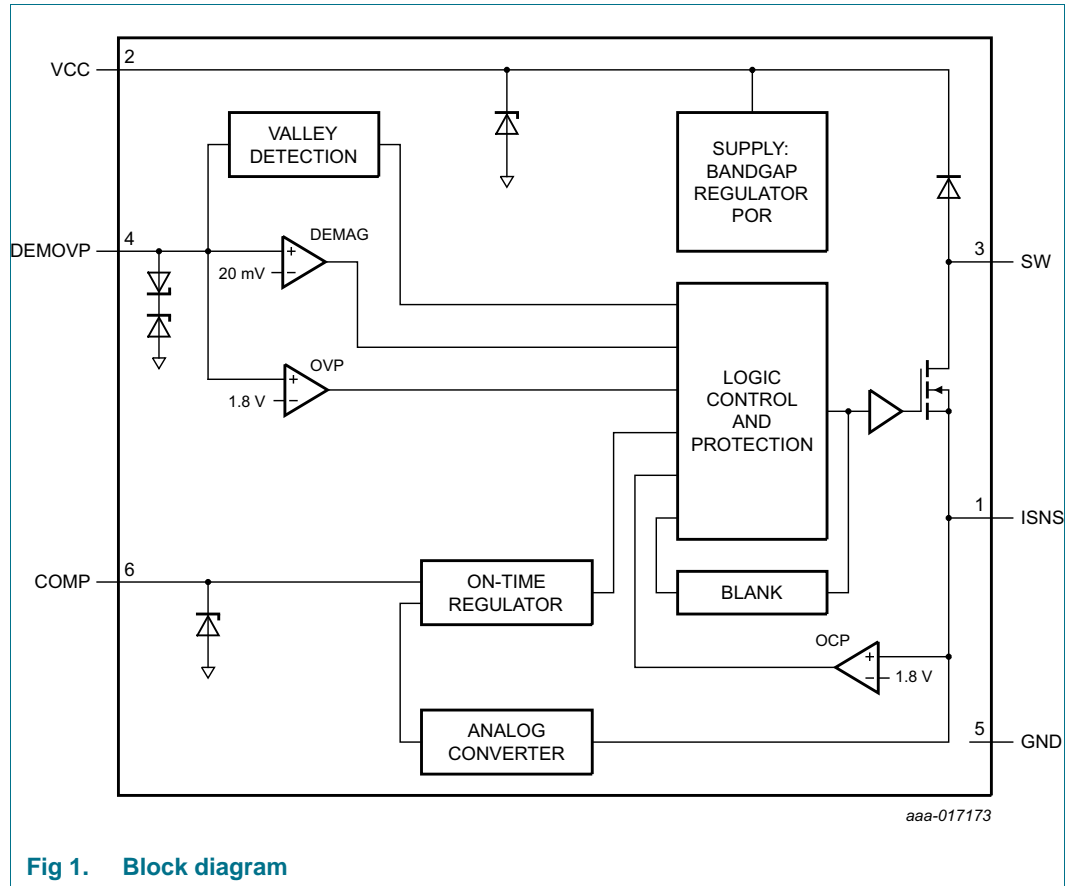 2
VCC
VALLEY
DETECTION
SUPPLY:
BANDGAP
REGULATOR
POR
4
DEMOVP
DEMAG
+
20 mV
−
3
SW
OVP
+
1.8 V
−
LOGIC
CONTROL
AND
PROTECTION
1
ISNS
6
COMP
ON-TIME
REGULATOR
BLANK
OCP
+
−
1.8 V
ANALOG
CONVERTER
5
GND
aaa-017173
Fig 1. Block diagram